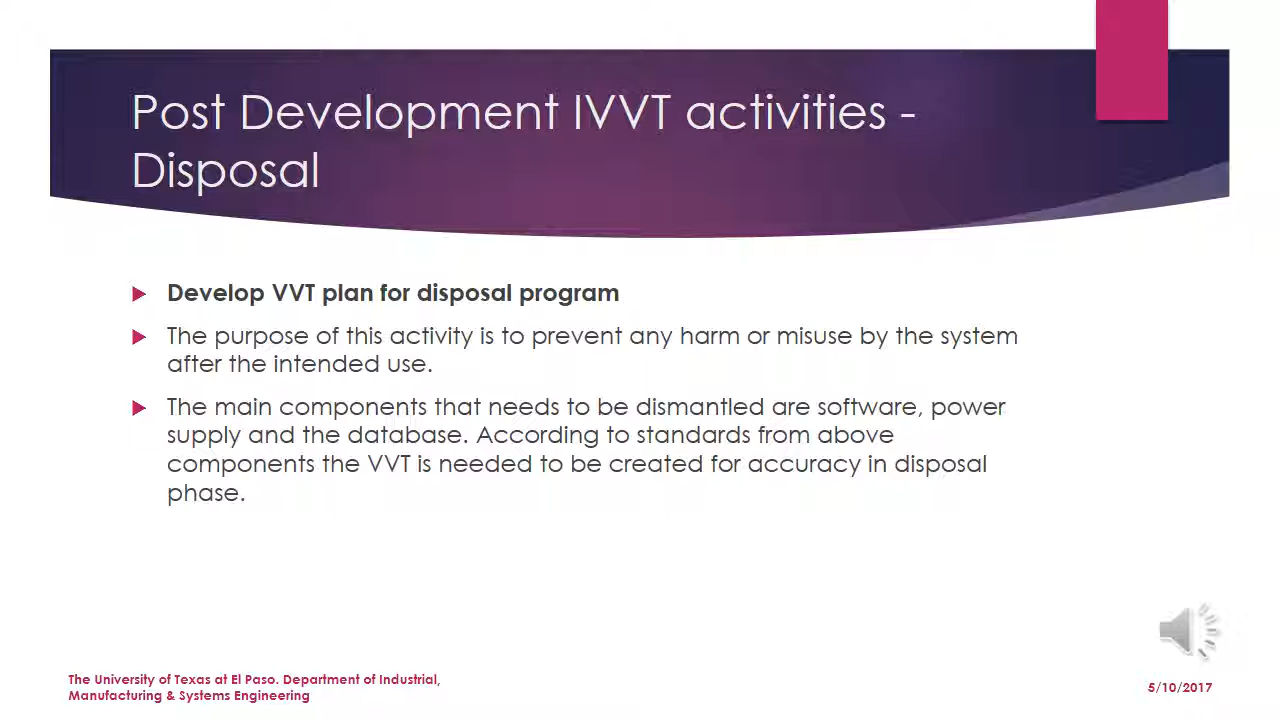 Post Development IVVT activities -
Disposal
Develop VVT plan for disposal program
The purpose of this activity is to prevent any harm or misuse by the system
after the intended use.
The main components that needs to be dismantled are software, power
supply and the database. According to standards from above
components the VVT is needed to be created for accuracy in disposal
phase.
The University of Texas at El Paso. Department of Industrial,
Manufacturing & Systems Engineering
5/10/2017